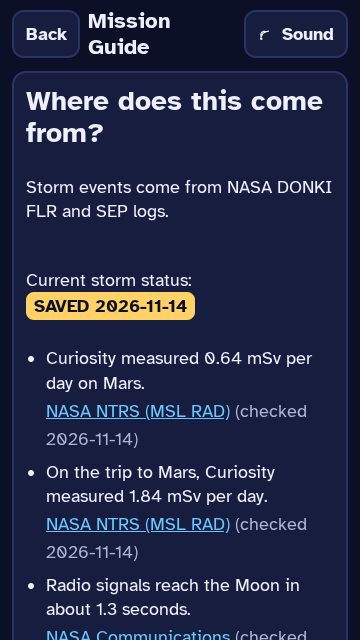 Back
Mission
Guide
Sound
Where does this come
from?
Storm events come from NASA DONKI
FLR and SEP logs.
Current storm status:
SAVED 2026-11-14
• Curiosity measured 0.64 mSv per
day on Mars.
NASA NTRS (MSL RAD) (checked
2026-11-14)
• On the trip to Mars, Curiosity
measured 1.84 mSv per day.
NASA NTRS (MSL RAD) (checked
2026-11-14)
• Radio signals reach the Moon in
about 1.3 seconds.
NASA Communications (checked